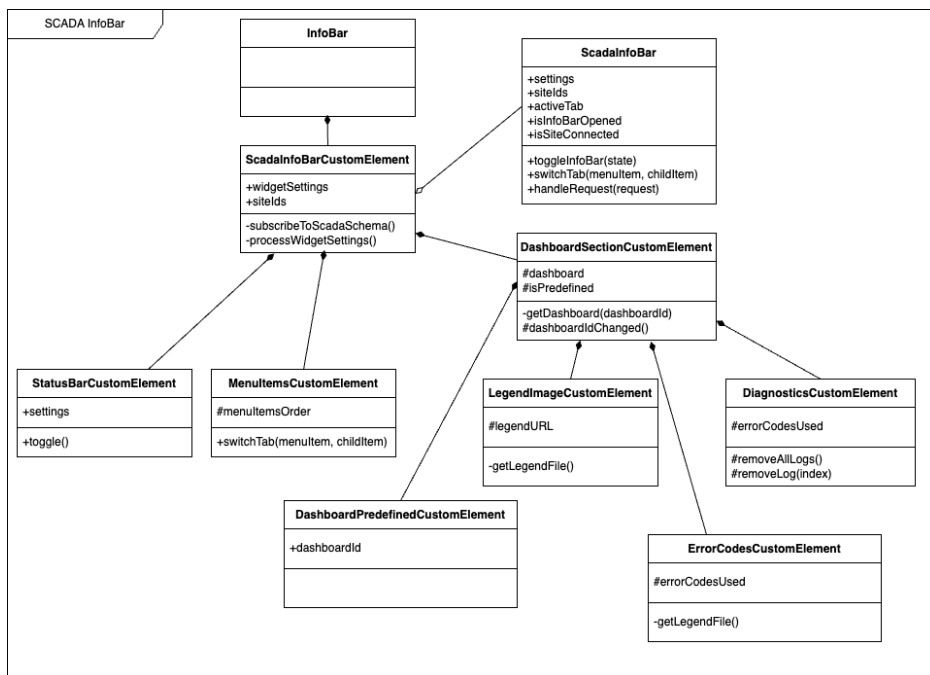 SCADA InfoBar
InfoBar
ScadaInfoBar
+settings
+siteIds
+activeTab
+isInfoBarOpened
+isSiteConnected
+toggleInfoBar(state)
+switchTab(menuItem, childItem)
+handleRequest(request)
ScadaInfoBarCustomElement
+widgetSettings
+siteIds
-subscribeToScadaSchema()
-processWidgetSettings()
DashboardSectionCustomElement
#dashboard
#isPredefined
-getDashboard(dashboardId)
#dashboardIdChanged()
StatusBarCustomElement
+settings
+toggle()
MenuItemsCustomElement
#menuItemsOrder
+switchTab(menuItem, childItem)
LegendImageCustomElement
#legendURL
-getLegendFile()
DiagnosticsCustomElement
#errorCodesUsed
#removeAllLogs()
#removeLog(index)
DashboardPredefinedCustomElement
+dashboardId
ErrorCodesCustomElement
#errorCodesUsed
-getLegendFile()